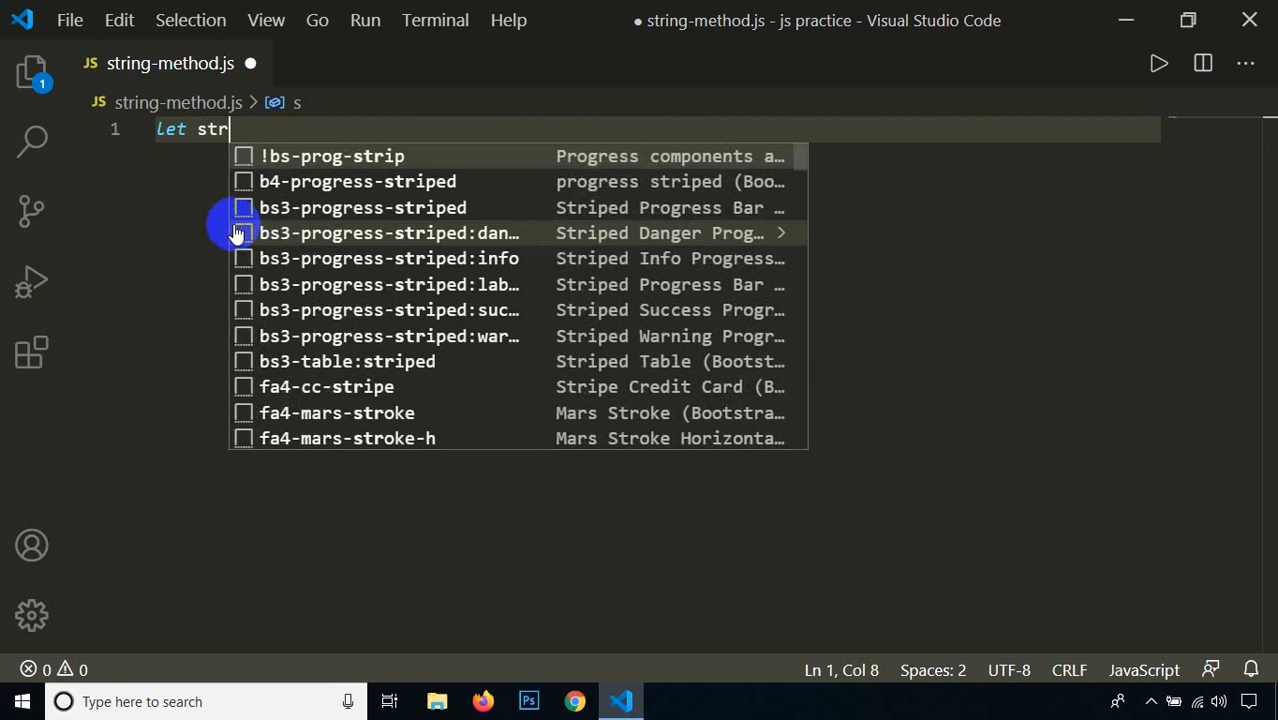 File Edit Selection View Go Run Terminal Help ● string-method.js - js practice - Visual Studio Code
JS string-method.js ●
1
JS string-method.js > s
1 let str
!bs-prog-strip Progress components a…
b4-progress-striped progress striped (Boo…
bs3-progress-striped Striped Progress Bar …
bs3-progress-striped:dan… Striped Danger Prog… >
bs3-progress-striped:info Striped Info Progress…
bs3-progress-striped:lab… Striped Progress Bar …
bs3-progress-striped:suc… Striped Success Progr…
bs3-progress-striped:war… Striped Warning Progr…
bs3-table:striped Striped Table (Bootst…
fa4-cc-stripe Stripe Credit Card (B…
fa4-mars-stroke Mars Stroke (Bootstra…
fa4-mars-stroke-h Mars Stroke Horizonta…
0 0 Ln 1, Col 8 Spaces: 2 UTF-8 CRLF JavaScript
Type here to search Ps